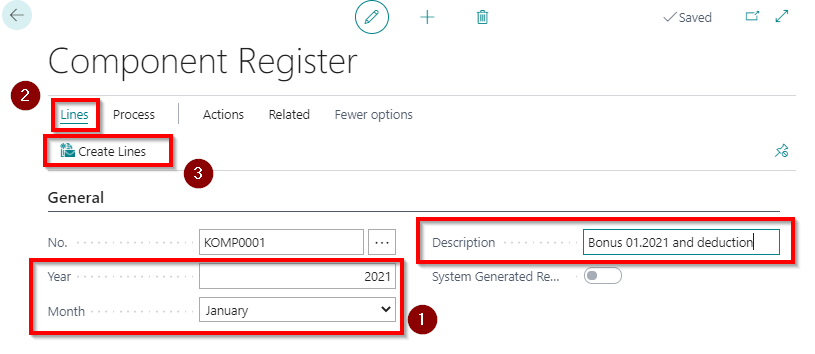 Saved
Component Register
2
Lines Process Actions Related Fewer options
Create Lines
3
General
No. KOMP0001 ... Description Bonus 01.2021 and deduction
Year 2021 System Generated Re...
Month January
1